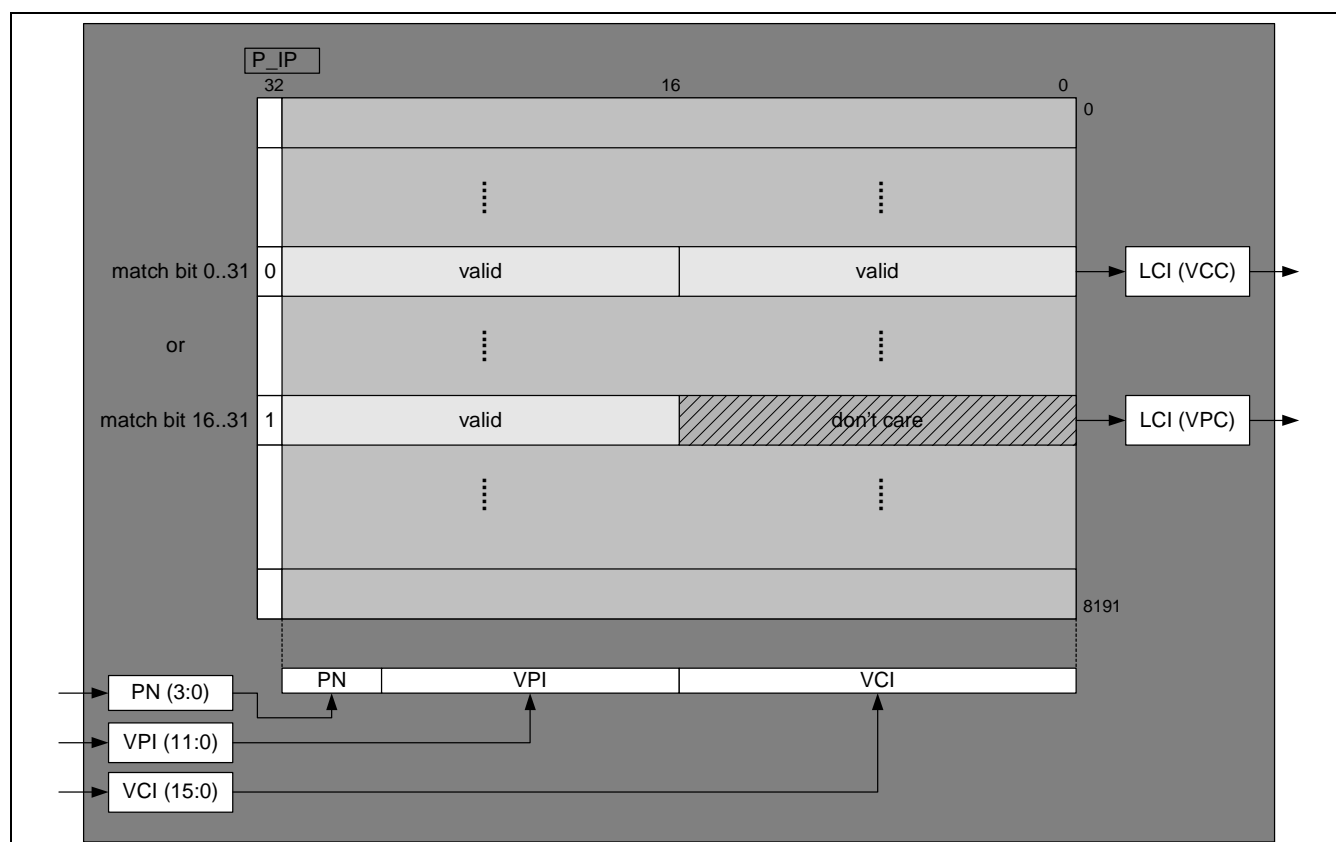 P_IP
32 16 0
0
match bit 0..31 0 valid valid LCI (VCC)
or
match bit 16..31 1 valid don't care LCI (VPC)
8191
PN VPI VCI
PN (3:0)
VPI (11:0)
VCI (15:0)